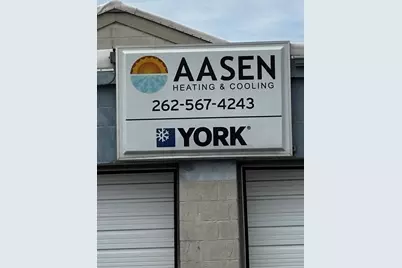 AASEN
HEATING & COOLING
262-567-4243
YORK®